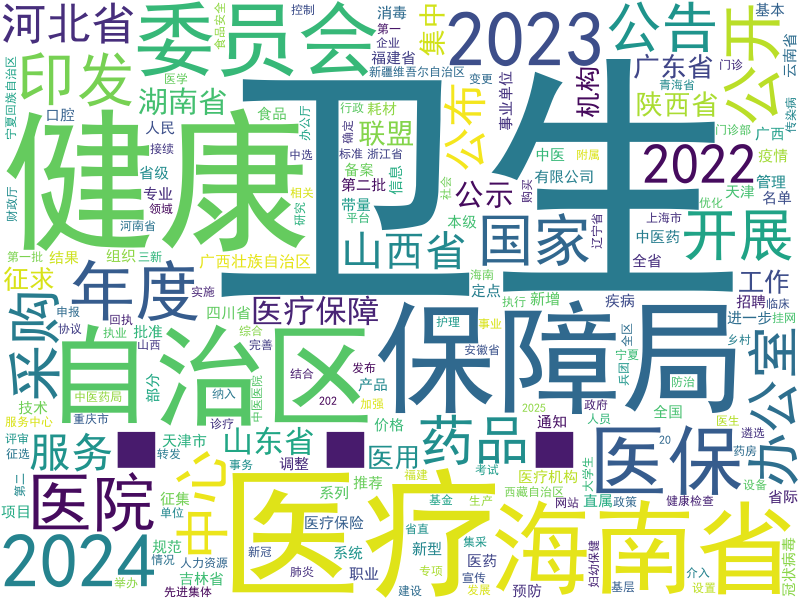 河北省
委员会
食品安全
控制
消毒
第一
企业
福建省
集中
2023
公告
公开
基本
云南省
宁夏回族自治区
印发
医学
湖南省
新疆维吾尔自治区
变更
事业单位
机构
广东省
门诊
青海省
陕西省
传染病
口腔
人民
接续
食品
办公厅
行政
耗材
确定
联盟
公布
健康
卫生
门诊部
广西
疫情
中医
附属
2022
省级
专业
领域
财政厅
中选
相关
研究
标准
浙江省
备案
信息
第二批
带量
平台
社会
公示
购买
有限公司
天津
管理
优化
名单
河南省
本级
国家
辽宁省
上海市
中医药
开展
全省
第一批
结果
组织
三新
山西省
广西壮族自治区
征求
年度
实施
医疗保障
定点
海南
执行
新增
疾病
工作
招聘
临床
采购
申报
协议
回执
执业
批准
山西
四川省
综合
完善
自治区
保障局
护理
事业
安徽省
进一步
挂网
宁夏
全区
兵团
乡村
办公室
中医药局
部分
纳入
结合
202
发布
产品
加强
防治
技术
重庆市
诊疗
中医医院
价格
2025
政府
全国
人员
医生
服务中心
评审
征选
服务
天津市
转发
山东省
事务
调整
医用
药品
通知
医保
20
遴选
药房
第二
医院
中心
征集
单位
医疗
系列
推荐
福建
考试
基金
生产
医疗机构
西藏自治区
大学生
网站
直属
政策
设备
健康检查
省际
项目
2024
规范
情况
人力资源
吉林省
举办
先进集体
新冠
肺炎
医疗保险
系统
职业
建设
省直
专项
新型
集采
医药
宣传
发展
预防
海南省
妇幼保健
基层
介入
设置
冠状病毒